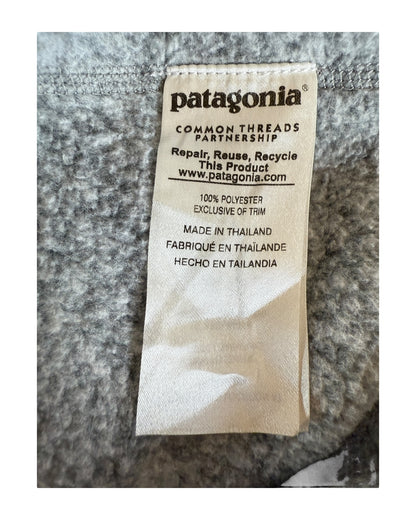 patagonia®
COMMON THREADS
PARTNERSHIP
Repair, Reuse, Recycle
This Product
www.patagonia.com
100% POLYESTER
EXCLUSIVE OF TRIM
MADE IN THAILAND
FABRIQUÉ EN THAÏLANDE
HECHO EN TAILANDIA